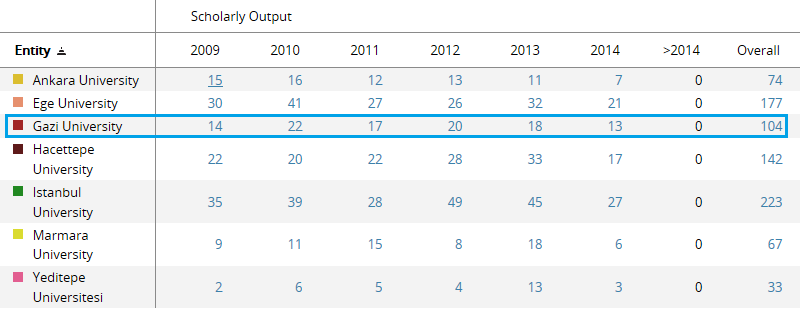 Scholarly Output
Entity 2009 2010 2011 2012 2013 2014 >2014 Overall
Ankara University 15 16 12 13 11 7 0 74
Ege University 30 41 27 26 32 21 0 177
Gazi University 14 22 17 20 18 13 0 104
Hacettepe
University 22 20 22 28 33 17 0 142
Istanbul
University 35 39 28 49 45 27 0 223
Marmara
University 9 11 15 8 18 6 0 67
Yeditepe
Universitesi 2 6 5 4 13 3 0 33